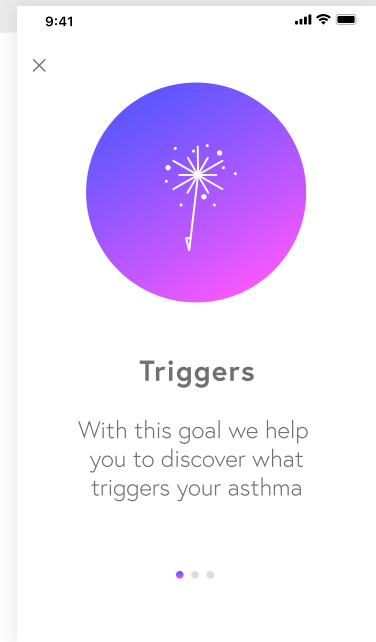 9:41
Triggers
With this goal we help
you to discover what
triggers your asthma